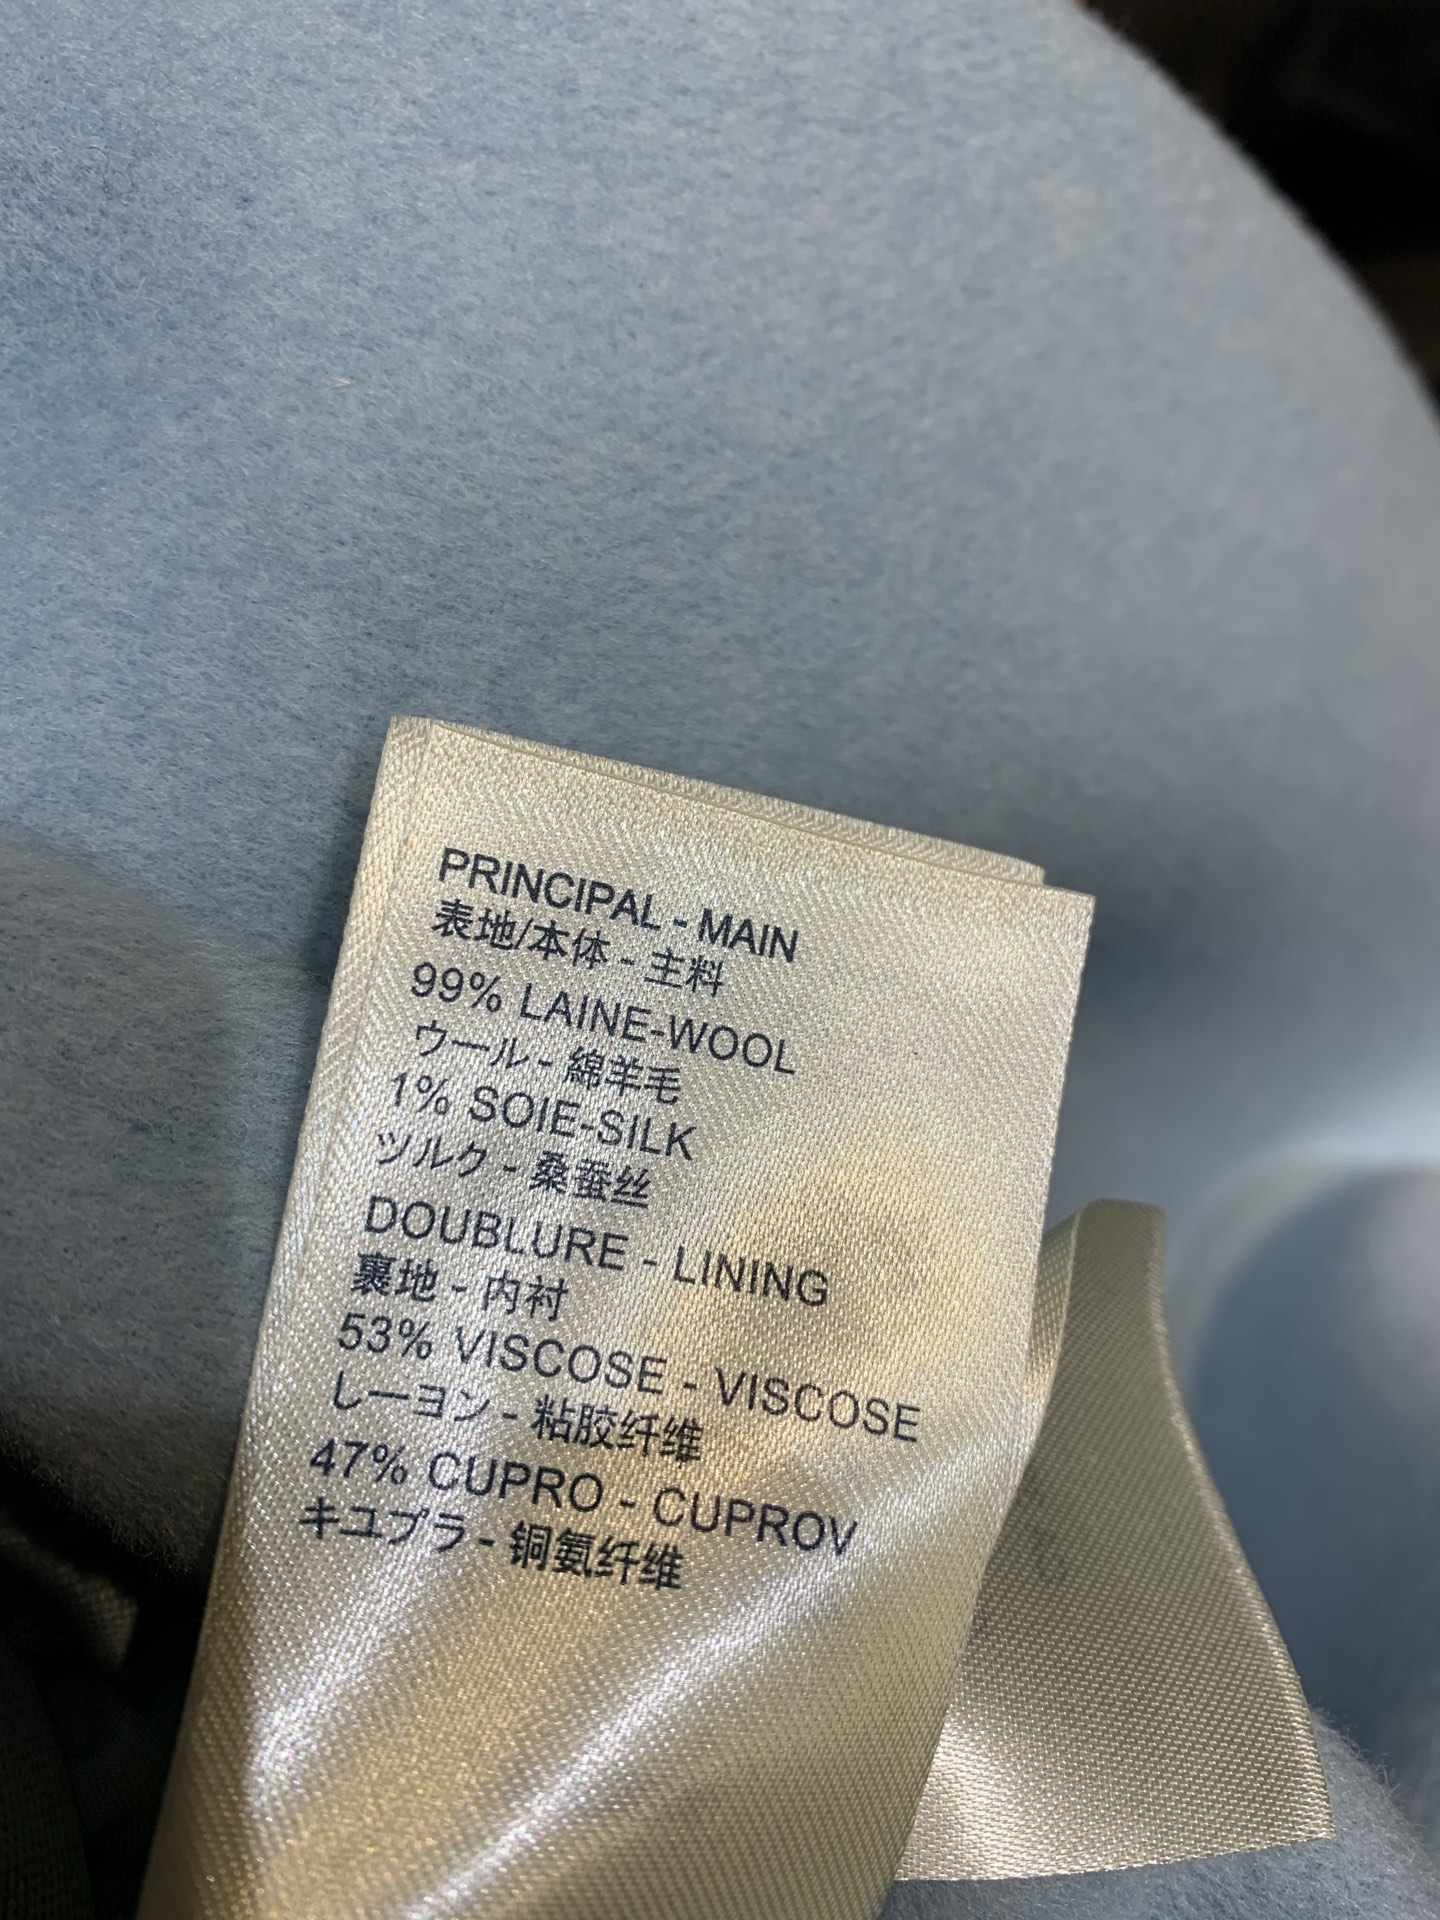 PRINCIPAL - MAIN
表地/本体 - 主料
99% LAINE-WOOL
ウール - 綿羊毛
1% SOIE-SILK
ツルク - 桑蚕丝
DOUBLURE - LINING
裏地 - 内衬
53% VISCOSE - VISCOSE
レーヨン - 粘胶纤维
47% CUPRO - CUPROV
キユプラ - 铜氨纤维